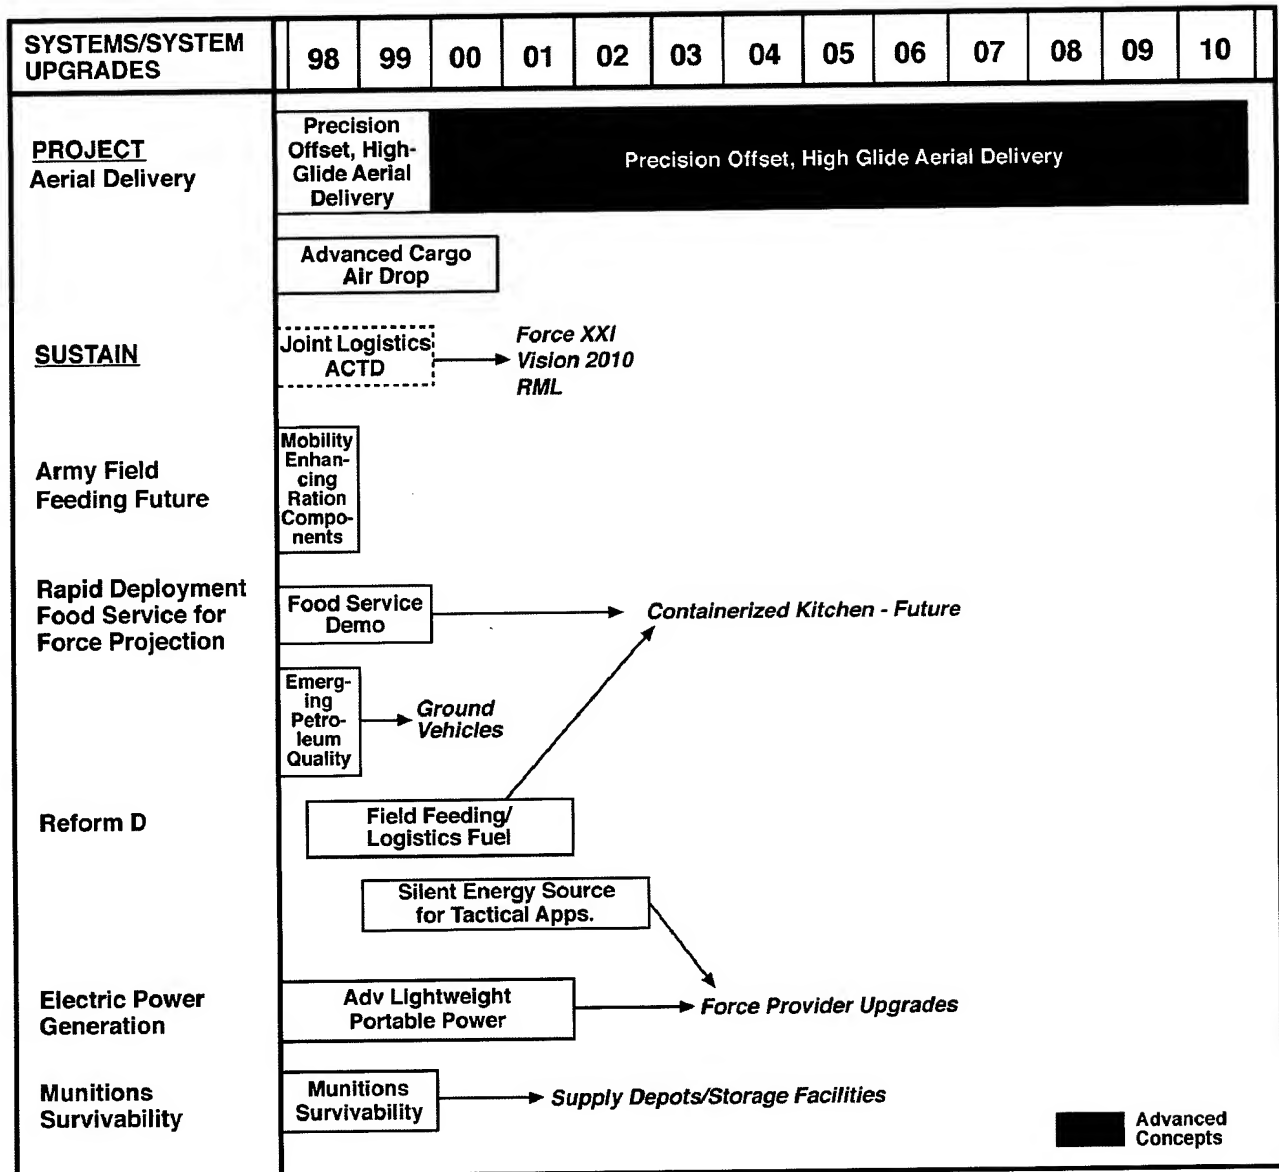 SYSTEMS/SYSTEM
UPGRADES
98 99 00 01 02 03 04 05 06 07 08 09 10
PROJECT
Aerial Delivery
Precision
Offset, High-
Glide Aerial
Delivery
Precision Offset, High Glide Aerial Delivery
Advanced Cargo
Air Drop
SUSTAIN
Joint Logistics
ACTD
Force XXI
Vision 2010
RML
Army Field
Feeding Future
Mobility
Enhan-
cing
Ration
Compo-
nents
Rapid Deployment
Food Service for
Force Projection
Food Service
Demo
Containerized Kitchen - Future
Emerg-
ing
Petro-
leum
Quality
Ground
Vehicles
Reform D
Field Feeding/
Logistics Fuel
Silent Energy Source
for Tactical Apps.
Electric Power
Generation
Adv Lightweight
Portable Power
Force Provider Upgrades
Munitions
Survivability
Munitions
Survivability
Supply Depots/Storage Facilities
Advanced
Concepts